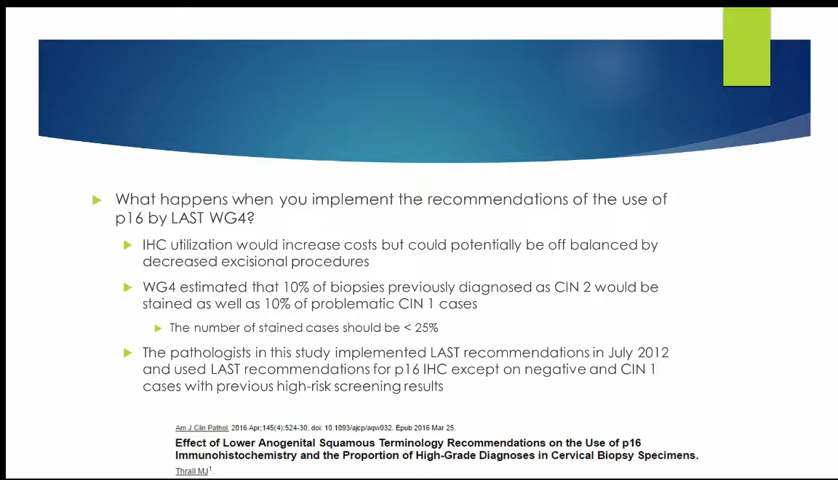 What happens when you implement the recommendations of the use of
p16 by LAST WG4?
IHC utilization would increase costs but could potentially be off balanced by
decreased excisional procedures
WG4 estimated that 10% of biopsies previously diagnosed as CIN 2 would be
stained as well as 10% of problematic CIN 1 cases
The number of stained cases should be < 25%
The pathologists in this study implemented LAST recommendations in July 2012
and used LAST recommendations for p16 IHC except on negative and CIN 1
cases with previous high-risk screening results
Am J Clin Pathol. 2016 Apr;145(4):524-30. doi: 10.1093/ajcp/aqw032. Epub 2016 Mar 25.
Effect of Lower Anogenital Squamous Terminology Recommendations on the Use of p16
Immunohistochemistry and the Proportion of High-Grade Diagnoses in Cervical Biopsy Specimens.
Thrall MJ1.